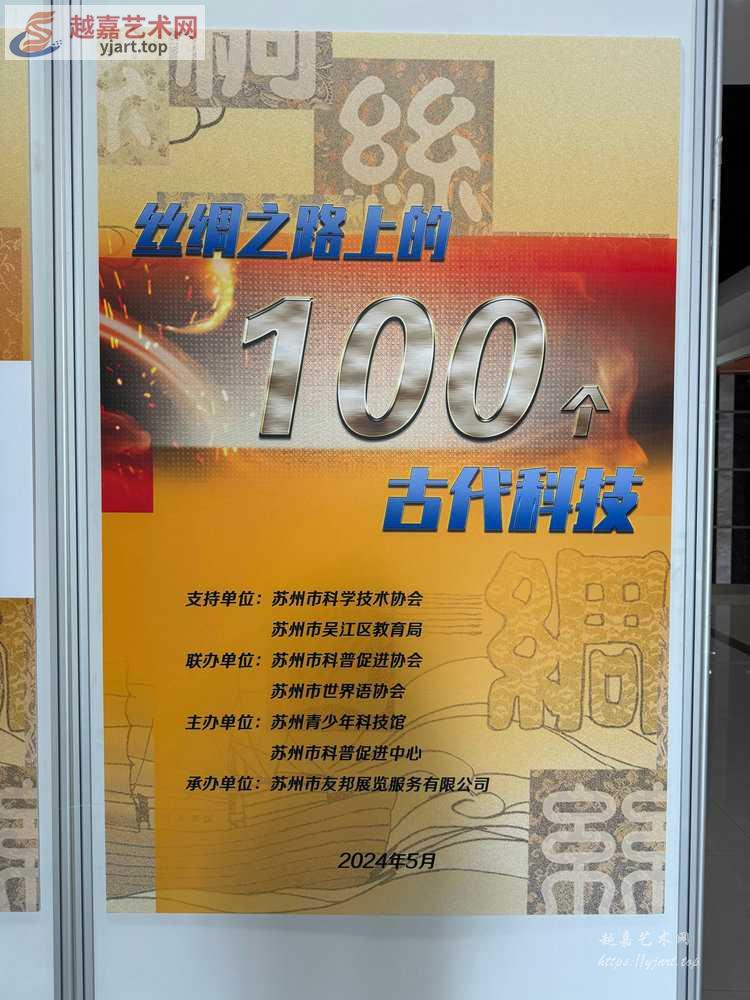 越嘉艺术网
yjart.top
絲
丝绸之路上的
100个
古代科技
綢
支持单位：苏州市科学技术协会
苏州市吴江区教育局
联办单位：苏州市科普促进协会
苏州市世界语协会
主办单位：苏州青少年科技馆
苏州市科普促进中心
承办单位：苏州市友邦展览服务有限公司
2024年5月
越嘉艺术网
https://yjart.top